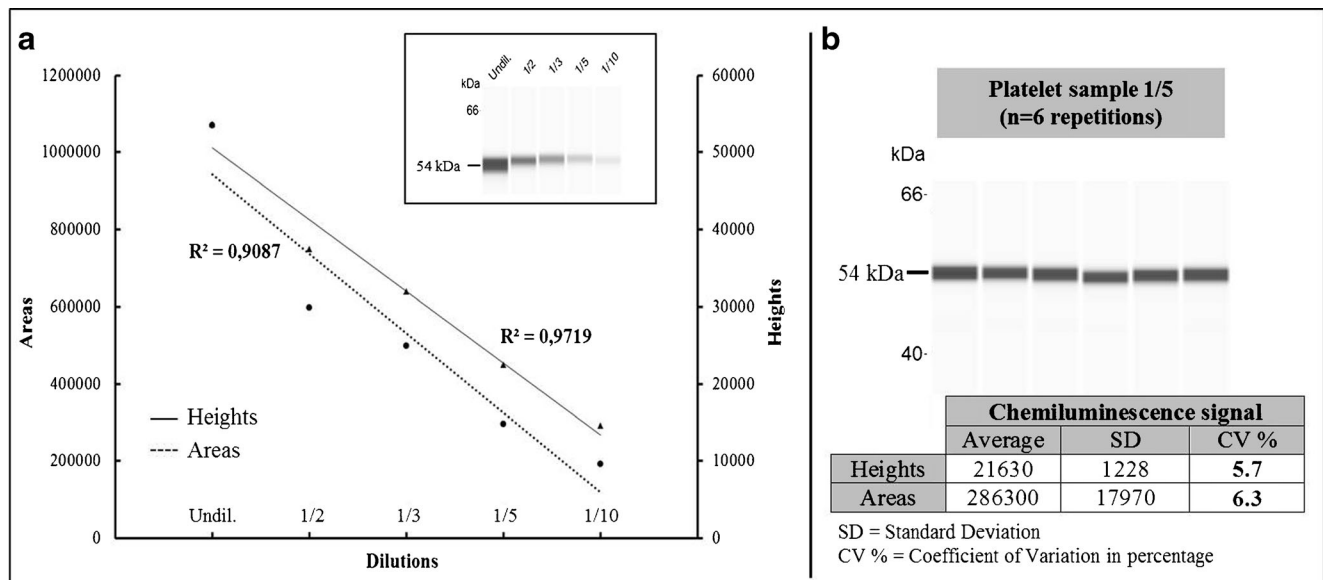 a
1200000
1000000
800000
600000
400000
200000
0
Areas
60000
50000
40000
30000
20000
10000
0
Heights
Undil. 1/2 1/3 1/5 1/10
kDa
66-
54 kDa
R² = 0,9087
R² = 0,9719
Heights
Areas
Undil. 1/2 1/3 1/5 1/10
Dilutions
b
Platelet sample 1/5
(n=6 repetitions)
kDa
66-
54 kDa
40-
Chemiluminescence signal
Average SD CV %
Heights 21630 1228 5.7
Areas 286300 17970 6.3
SD = Standard Deviation
CV % = Coefficient of Variation in percentage